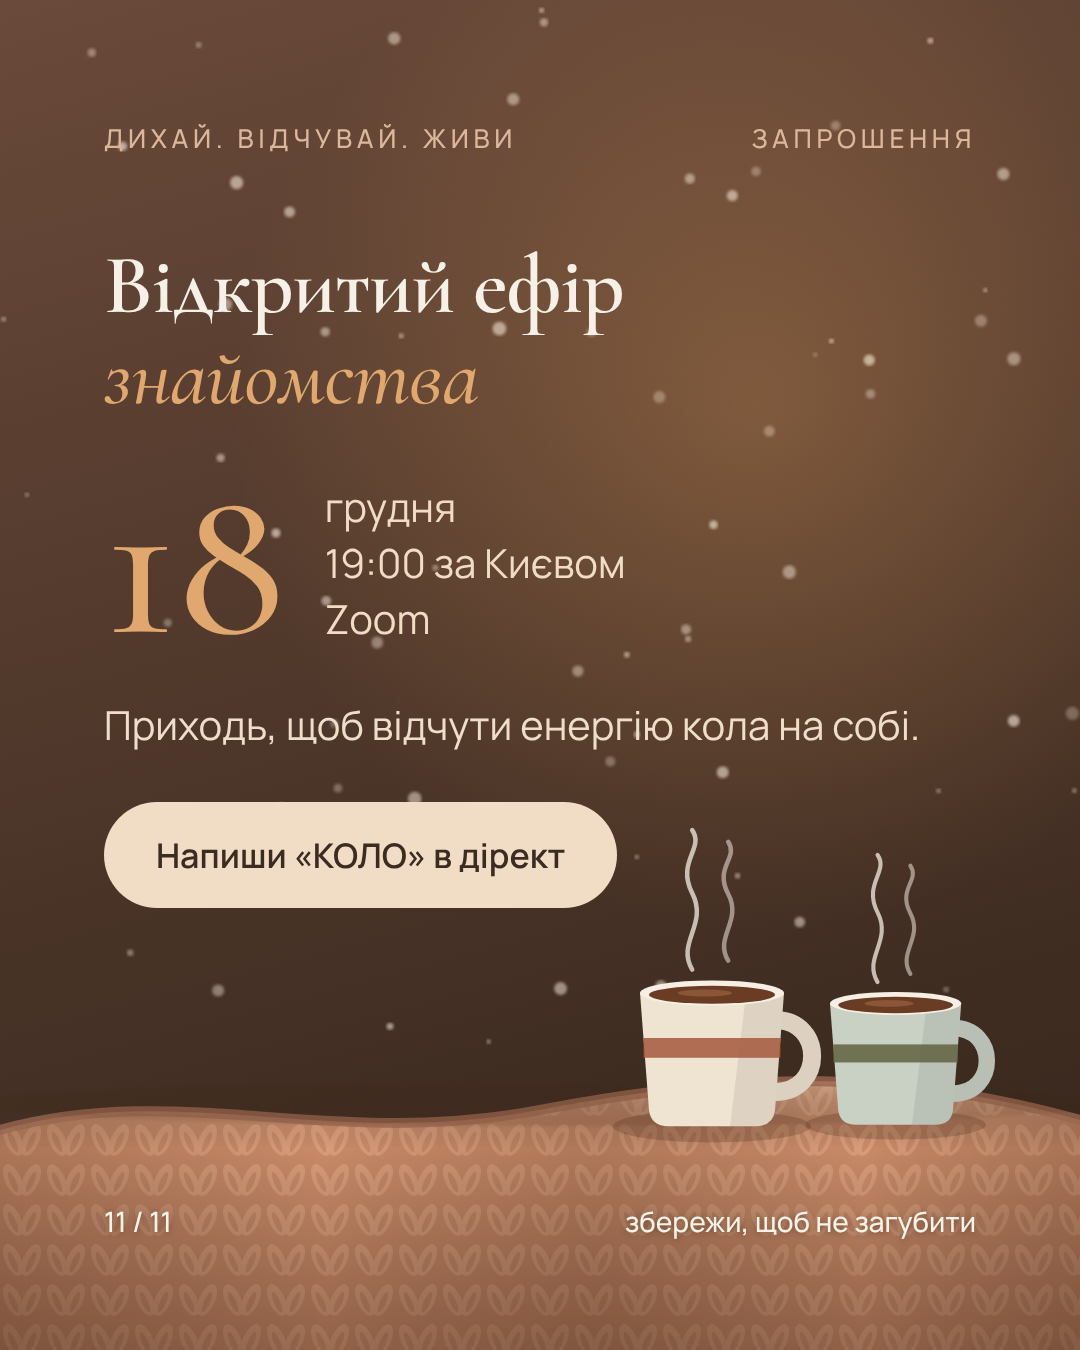 ДИХАЙ. ВІДЧУВАЙ. ЖИВИ
ЗАПРОШЕННЯ
Відкритий ефір
знайомства
18
грудня
19:00 за Києвом
Zoom
Приходь, щоб відчути енергію кола на собі.
Напиши «КОЛО» в дірект
11 / 11
збережи, щоб не загубити